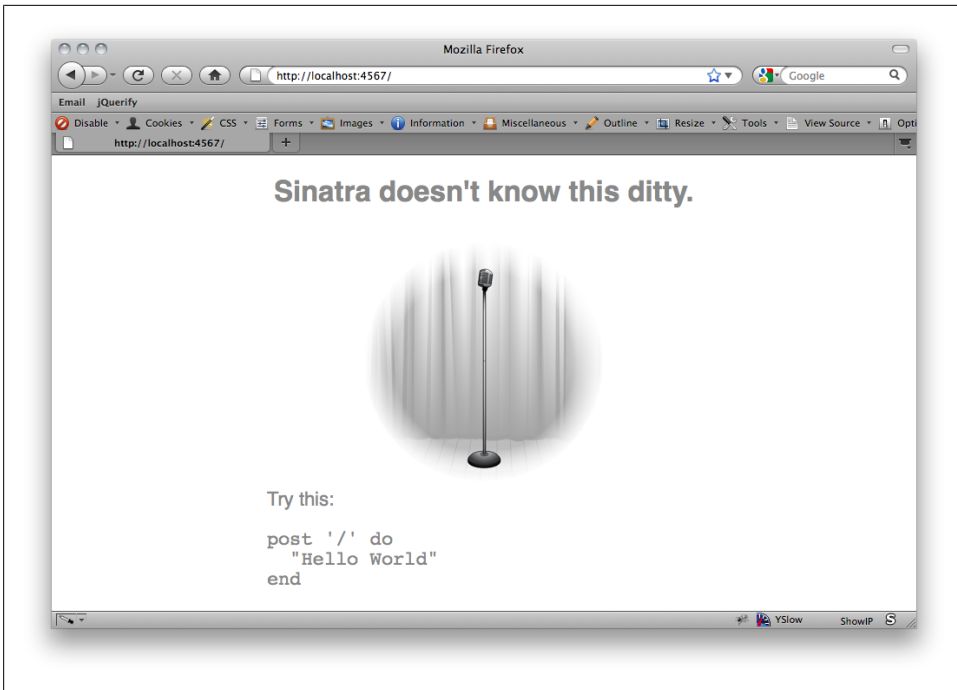 Mozilla Firefox
http://localhost:4567/
Google
Email jQuerify
Disable Cookies CSS Forms Images Information Miscellaneous Outline Resize Tools View Source Opti
http://localhost:4567/
Sinatra doesn't know this ditty.
Try this:
post '/' do
"Hello World"
end
YSlow ShowIP S